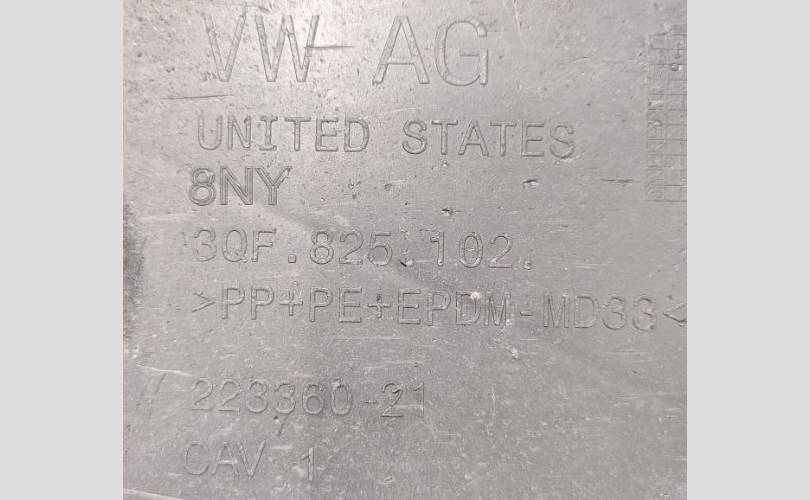 VW AG
UNITED STATES
8NY
3QF.825.102.
>PP+PE+EPDM-MD33<
223360-21
CAV 1